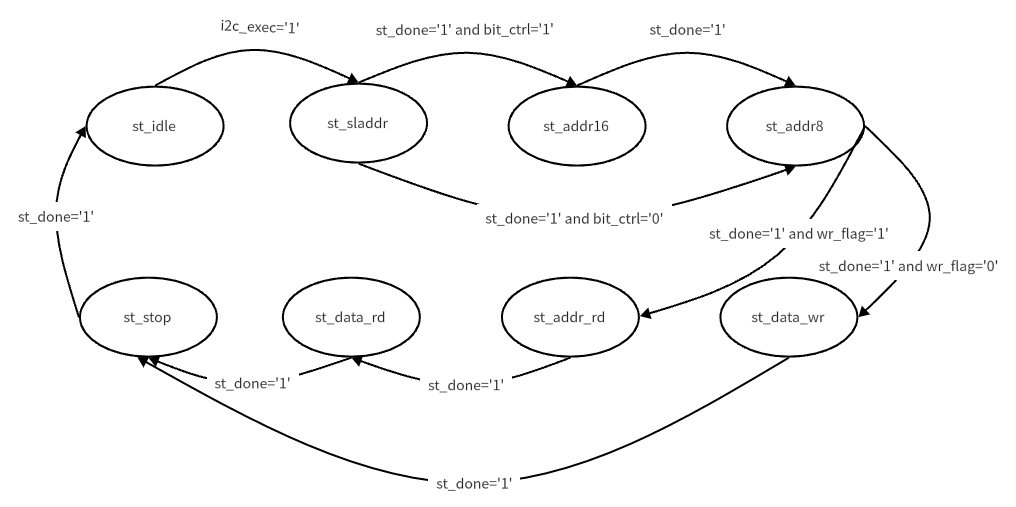 i2c_exec='1'
st_done='1' and bit_ctrl='1'
st_done='1'
st_idle
st_sladdr
st_addr16
st_addr8
st_done='1'
st_done='1' and bit_ctrl='0'
st_done='1' and wr_flag='1'
st_done='1' and wr_flag='0'
st_stop
st_data_rd
st_addr_rd
st_data_wr
st_done='1'
st_done='1'
st_done='1'